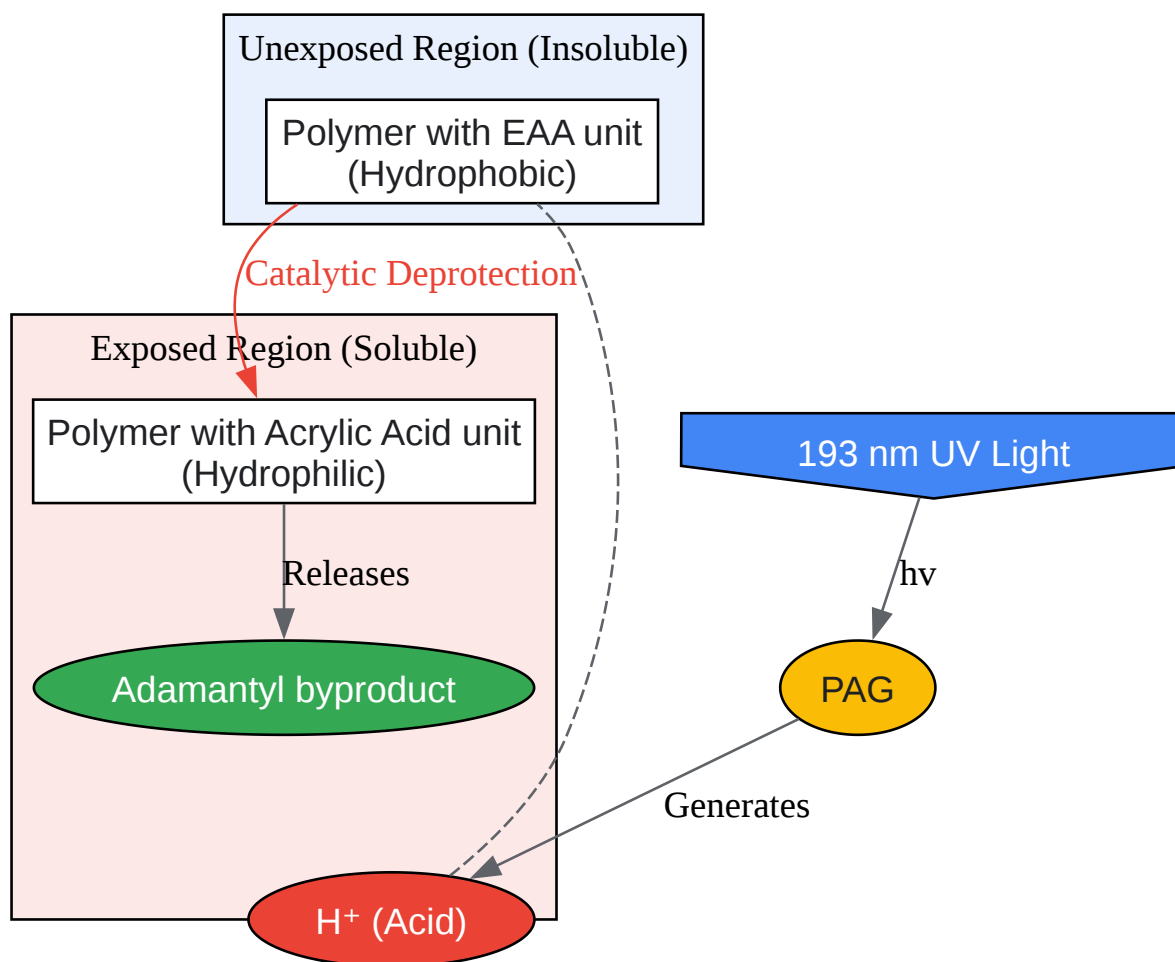 Unexposed Region (Insoluble)
Polymer with EAA unit
(Hydrophobic)
Catalytic Deprotection
Exposed Region (Soluble)
Polymer with Acrylic Acid unit
(Hydrophilic)
193 nm UV Light
Releases
hv
Adamantyl byproduct
PAG
Generates
H⁺ (Acid)